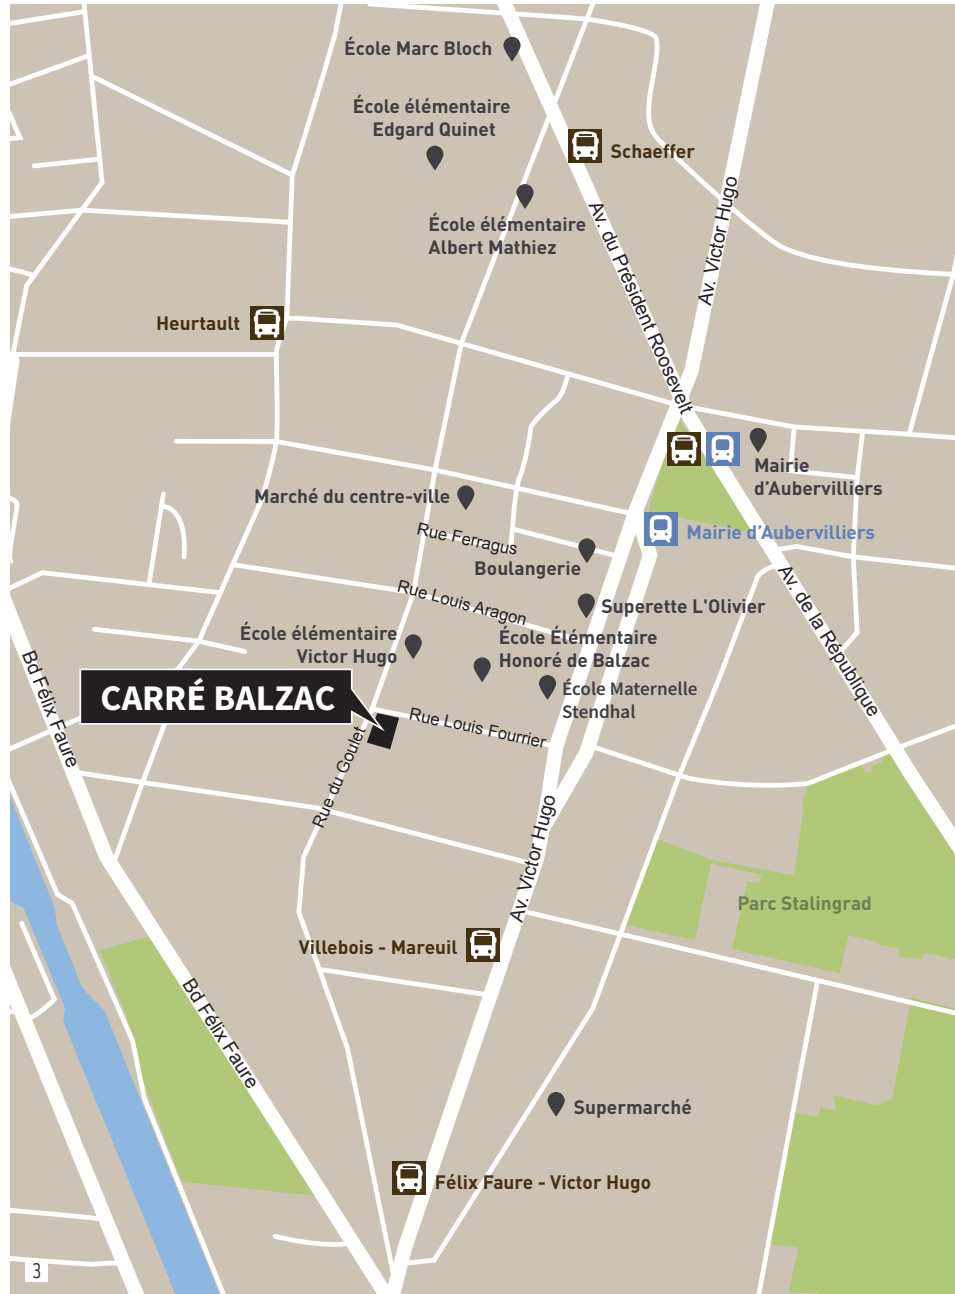 École Marc Bloch
École élémentaire
Edgard Quinet
Schaeffer
École élémentaire
Albert Mathiez
Av. du Président Roosevelt
Av. Victor Hugo
Heurtault
Mairie
d’Aubervilliers
Marché du centre-ville
Mairie d’Aubervilliers
Rue Ferragus
Boulangerie
Rue Louis Aragon
Superette L'Olivier
Av. de la République
École élémentaire
Victor Hugo
École Élémentaire
Honoré de Balzac
École Maternelle
Stendhal
Bd Félix Faure
CARRÉ BALZAC
Rue Louis Fournier
Rue du Goulet
Av. Victor Hugo
Parc Stalingrad
Villebois - Mareuil
Bd Félix Faure
Supermarché
Félix Faure - Victor Hugo
3